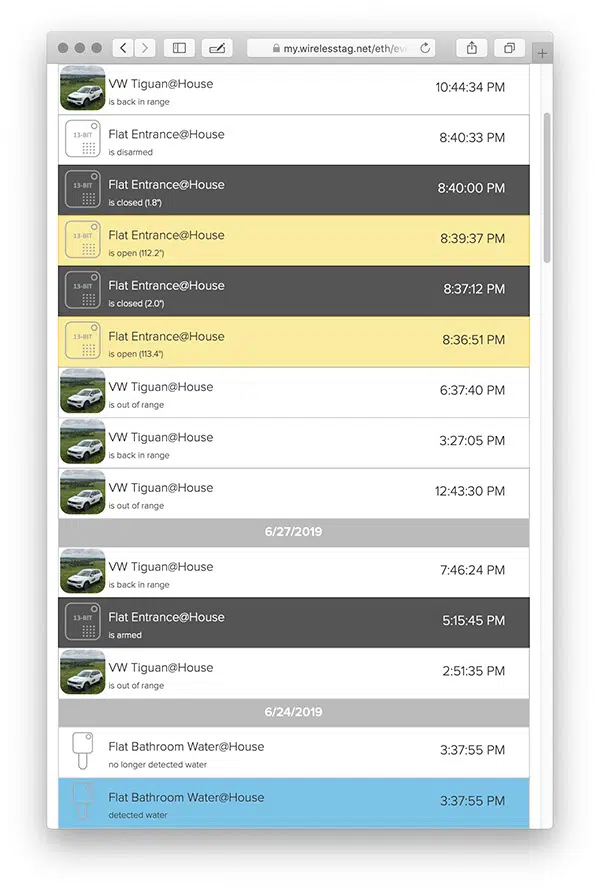 my.wirelesstag.net/eth/eve
VW Tiguan@House
10:44:34 PM
is back in range
13-BIT
Flat Entrance@House
8:40:33 PM
is disarmed
13-BIT
Flat Entrance@House
8:40:00 PM
is closed (1.8°)
13-BIT
Flat Entrance@House
8:39:37 PM
is open (112.2°)
13-BIT
Flat Entrance@House
8:37:12 PM
is closed (2.0°)
13-BIT
Flat Entrance@House
8:36:51 PM
is open (113.4°)
VW Tiguan@House
6:37:40 PM
is out of range
VW Tiguan@House
3:27:05 PM
is back in range
VW Tiguan@House
12:43:30 PM
is out of range
6/27/2019
VW Tiguan@House
7:46:24 PM
is back in range
13-BIT
Flat Entrance@House
5:15:45 PM
is armed
VW Tiguan@House
2:51:35 PM
is out of range
6/24/2019
Flat Bathroom Water@House
3:37:55 PM
no longer detected water
Flat Bathroom Water@House
3:37:55 PM
detected water